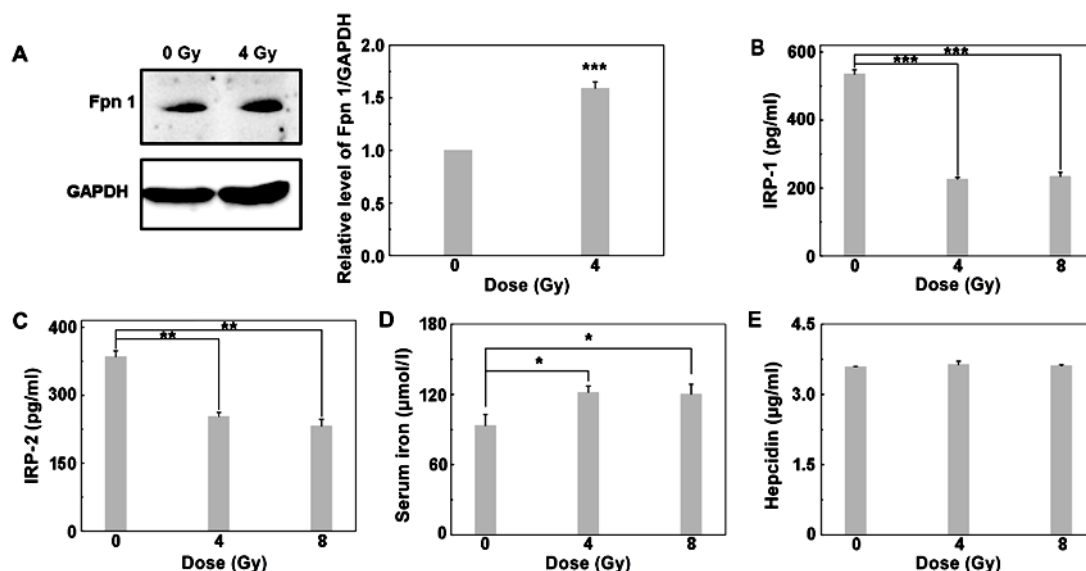 A
0 Gy 4 Gy
Fpn 1
GAPDH
Relative level of Fpn 1/GAPDH
2.0
1.5
1.0
0.5
0.0
***
0 4
Dose (Gy)
B
IRP-1 (pg/ml)
600
400
200
0
***
***
0 4 8
Dose (Gy)
C
IRP-2 (pg/ml)
400
300
150
0
**
**
0 4 8
Dose (Gy)
D
Serum iron (µmol/l)
180
120
60
0
*
*
0 4 8
Dose (Gy)
E
Hepcidin (µg/ml)
4.5
3.0
1.5
0
0 4 8
Dose (Gy)